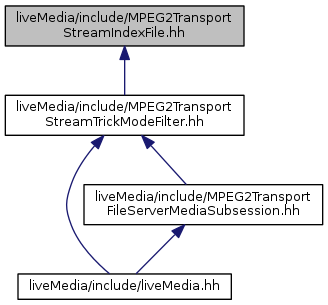 liveMedia/include/MPEG2Transport
StreamIndexFile.hh
liveMedia/include/MPEG2Transport
StreamTrickModeFilter.hh
liveMedia/include/MPEG2Transport
FileServerMediaSubsession.hh
liveMedia/include/liveMedia.hh